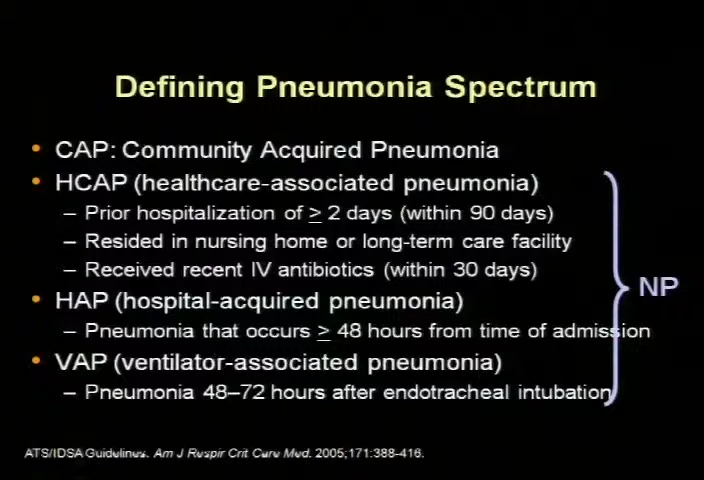 Defining Pneumonia Spectrum
• CAP: Community Acquired Pneumonia
• HCAP (healthcare-associated pneumonia)
– Prior hospitalization of ≥ 2 days (within 90 days)
– Resided in nursing home or long-term care facility
– Received recent IV antibiotics (within 30 days)
• HAP (hospital-acquired pneumonia)
– Pneumonia that occurs ≥ 48 hours from time of admission
• VAP (ventilator-associated pneumonia)
– Pneumonia 48–72 hours after endotracheal intubation
NP
ATS/IDSA Guidelines. Am J Respir Crit Care Med. 2005;171:388-416.